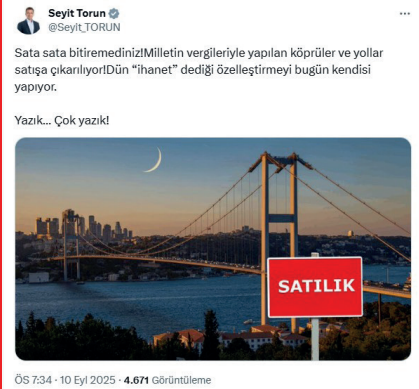 Seyit Torun
@Seyit_TORUN
Sata sata bitiremediniz!Milletin vergileriyle yapılan köprüler ve yollar
satışa çıkarılıyor!Dün “ihanet” dediği özelleştirmeyi bugün kendisi
yapıyor.
Yazık... Çok yazık!
SATILIK
ÖS 7:34 · 10 Eyl 2025 · 4.671 Görüntüleme